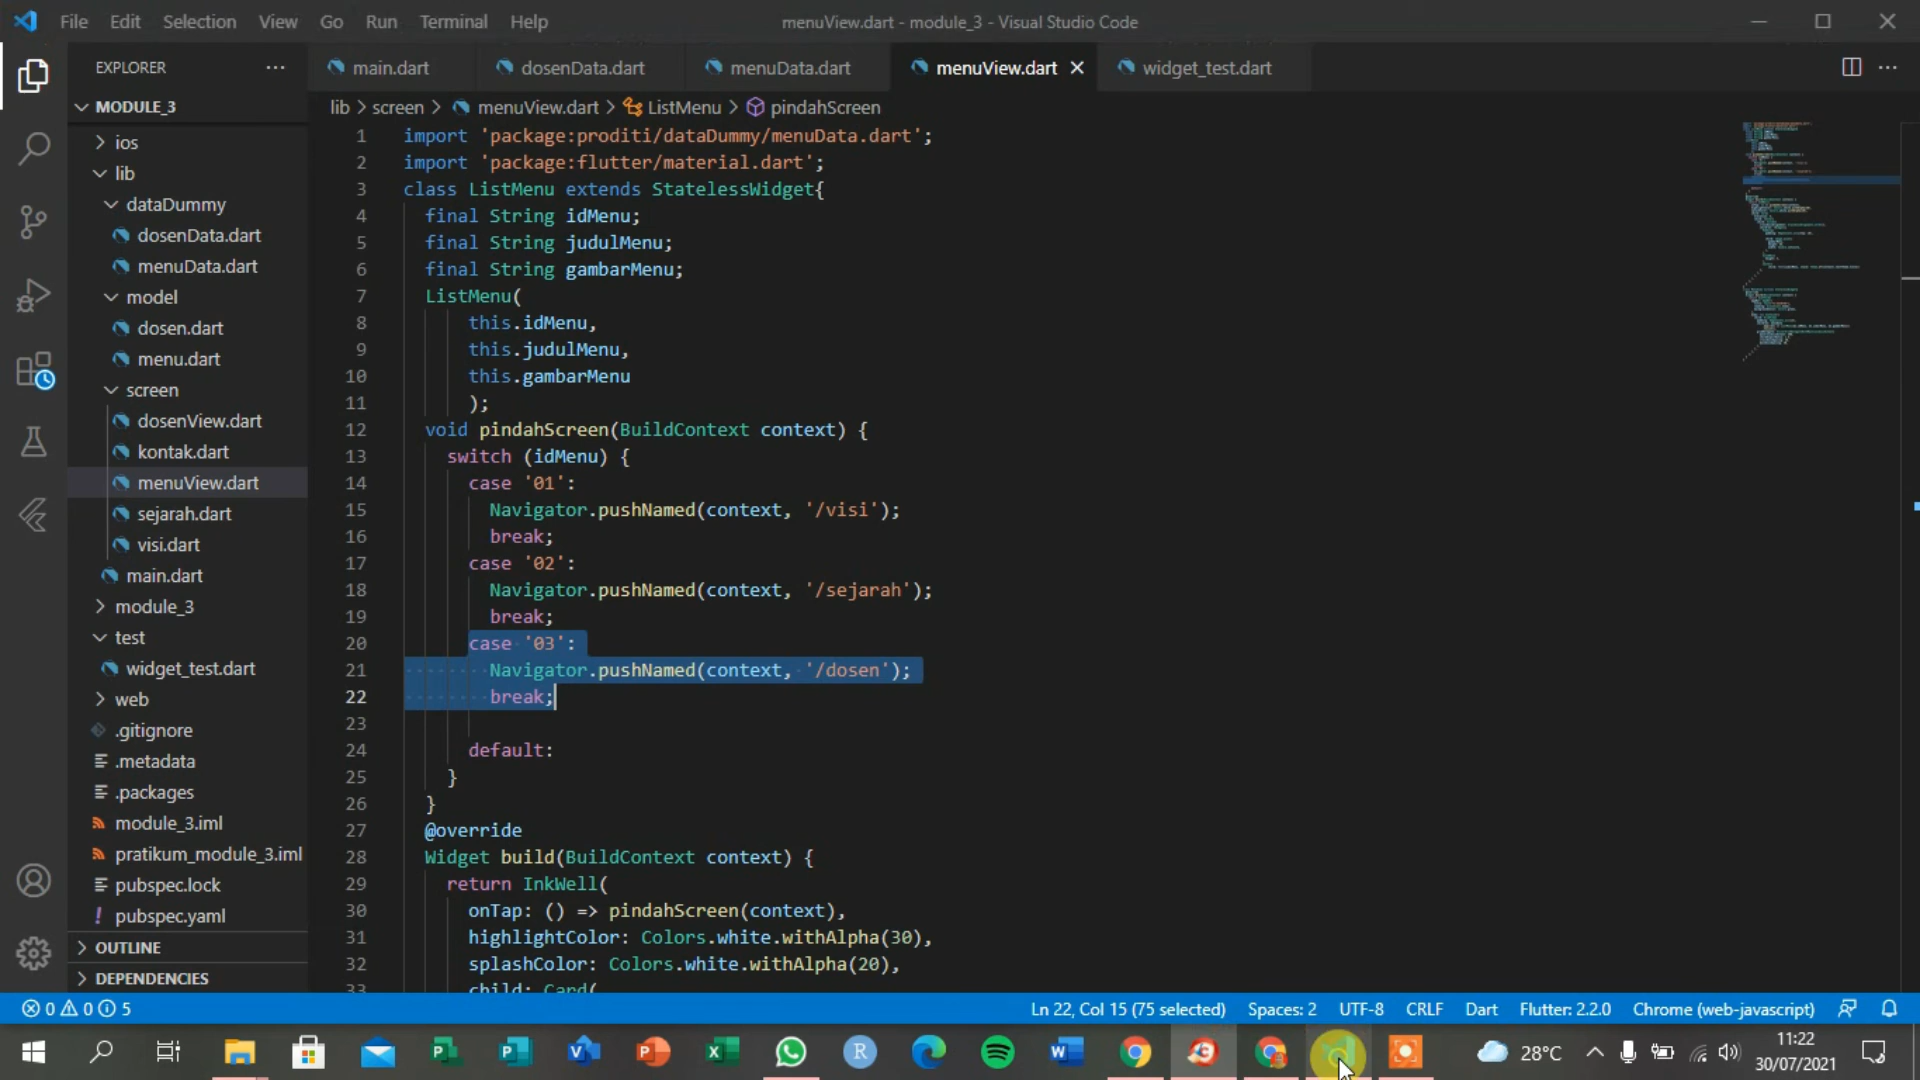 File Edit Selection View Go Run Terminal Help
menuView.dart - module_3 - Visual Studio Code
EXPLORER
main.dart
dosenData.dart
menuData.dart
menuView.dart
widget_test.dart
MODULE_3
ios
lib
dataDummy
dosenData.dart
menuData.dart
model
dosen.dart
menu.dart
screen
dosenView.dart
kontak.dart
menuView.dart
sejarah.dart
visi.dart
main.dart
module_3
test
widget_test.dart
web
.gitignore
.metadata
.packages
module_3.iml
pratikum_module_3.iml
pubspec.lock
! pubspec.yaml
OUTLINE
DEPENDENCIES
lib > screen > menuView.dart > ListMenu > pindahScreen
1 import 'package:proditi/dataDummy/menuData.dart';
2 import 'package:flutter/material.dart';
3 class ListMenu extends StatelessWidget{
4 final String idMenu;
5 final String judulMenu;
6 final String gambarMenu;
7 ListMenu(
8 this.idMenu,
9 this.judulMenu,
10 this.gambarMenu
11 );
12 void pindahScreen(BuildContext context) {
13 switch (idMenu) {
14 case '01':
15 Navigator.pushNamed(context, '/visi');
16 break;
17 case '02':
18 Navigator.pushNamed(context, '/sejarah');
19 break;
20 case '03':
21 Navigator.pushNamed(context, '/dosen');
22 break;
23
24 default:
25 }
26 }
27 @override
28 Widget build(BuildContext context) {
29 return InkWell(
30 onTap: () => pindahScreen(context),
31 highlightColor: Colors.white.withAlpha(30),
32 splashColor: Colors.white.withAlpha(20),
33 child: Card(
0 0 5
Ln 22, Col 15 (75 selected) Spaces: 2 UTF-8 CRLF Dart Flutter: 2.2.0 Chrome (web-javascript)
28°C
11:22
30/07/2021